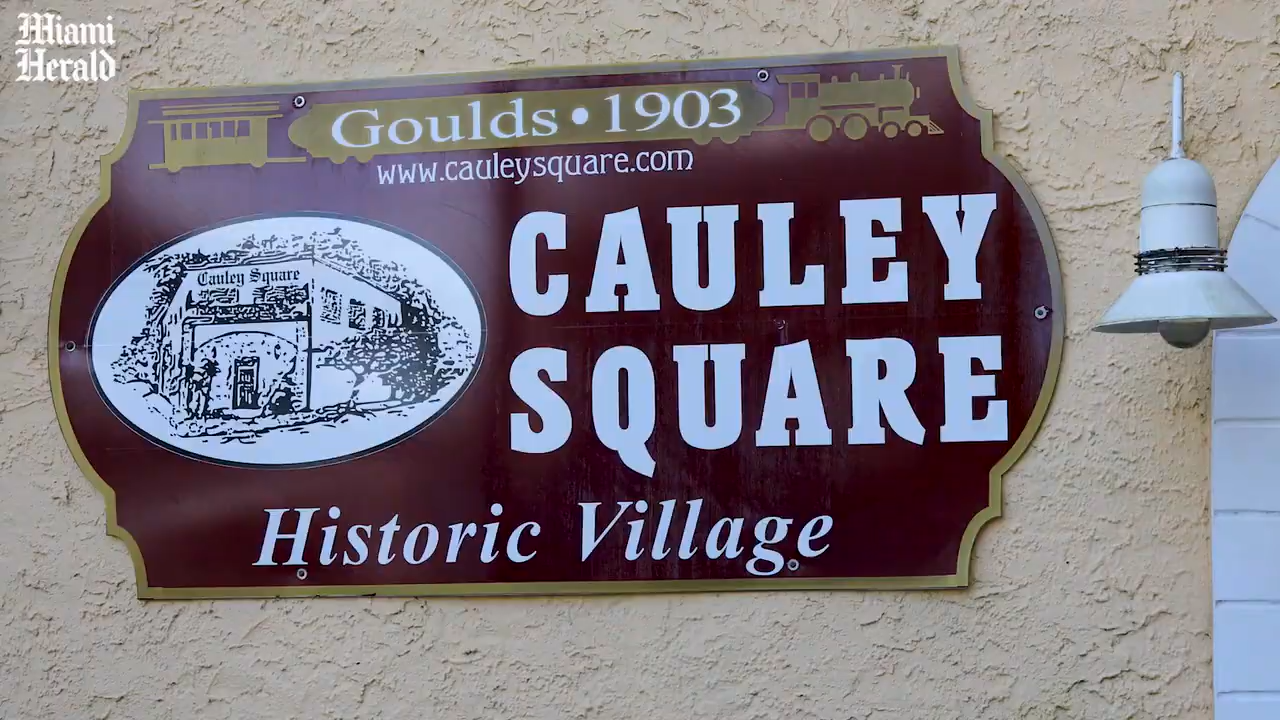 Miami
Herald
Goulds • 1903
www.cauleysquare.com
Cauley Square
CAULEY
SQUARE
Historic Village